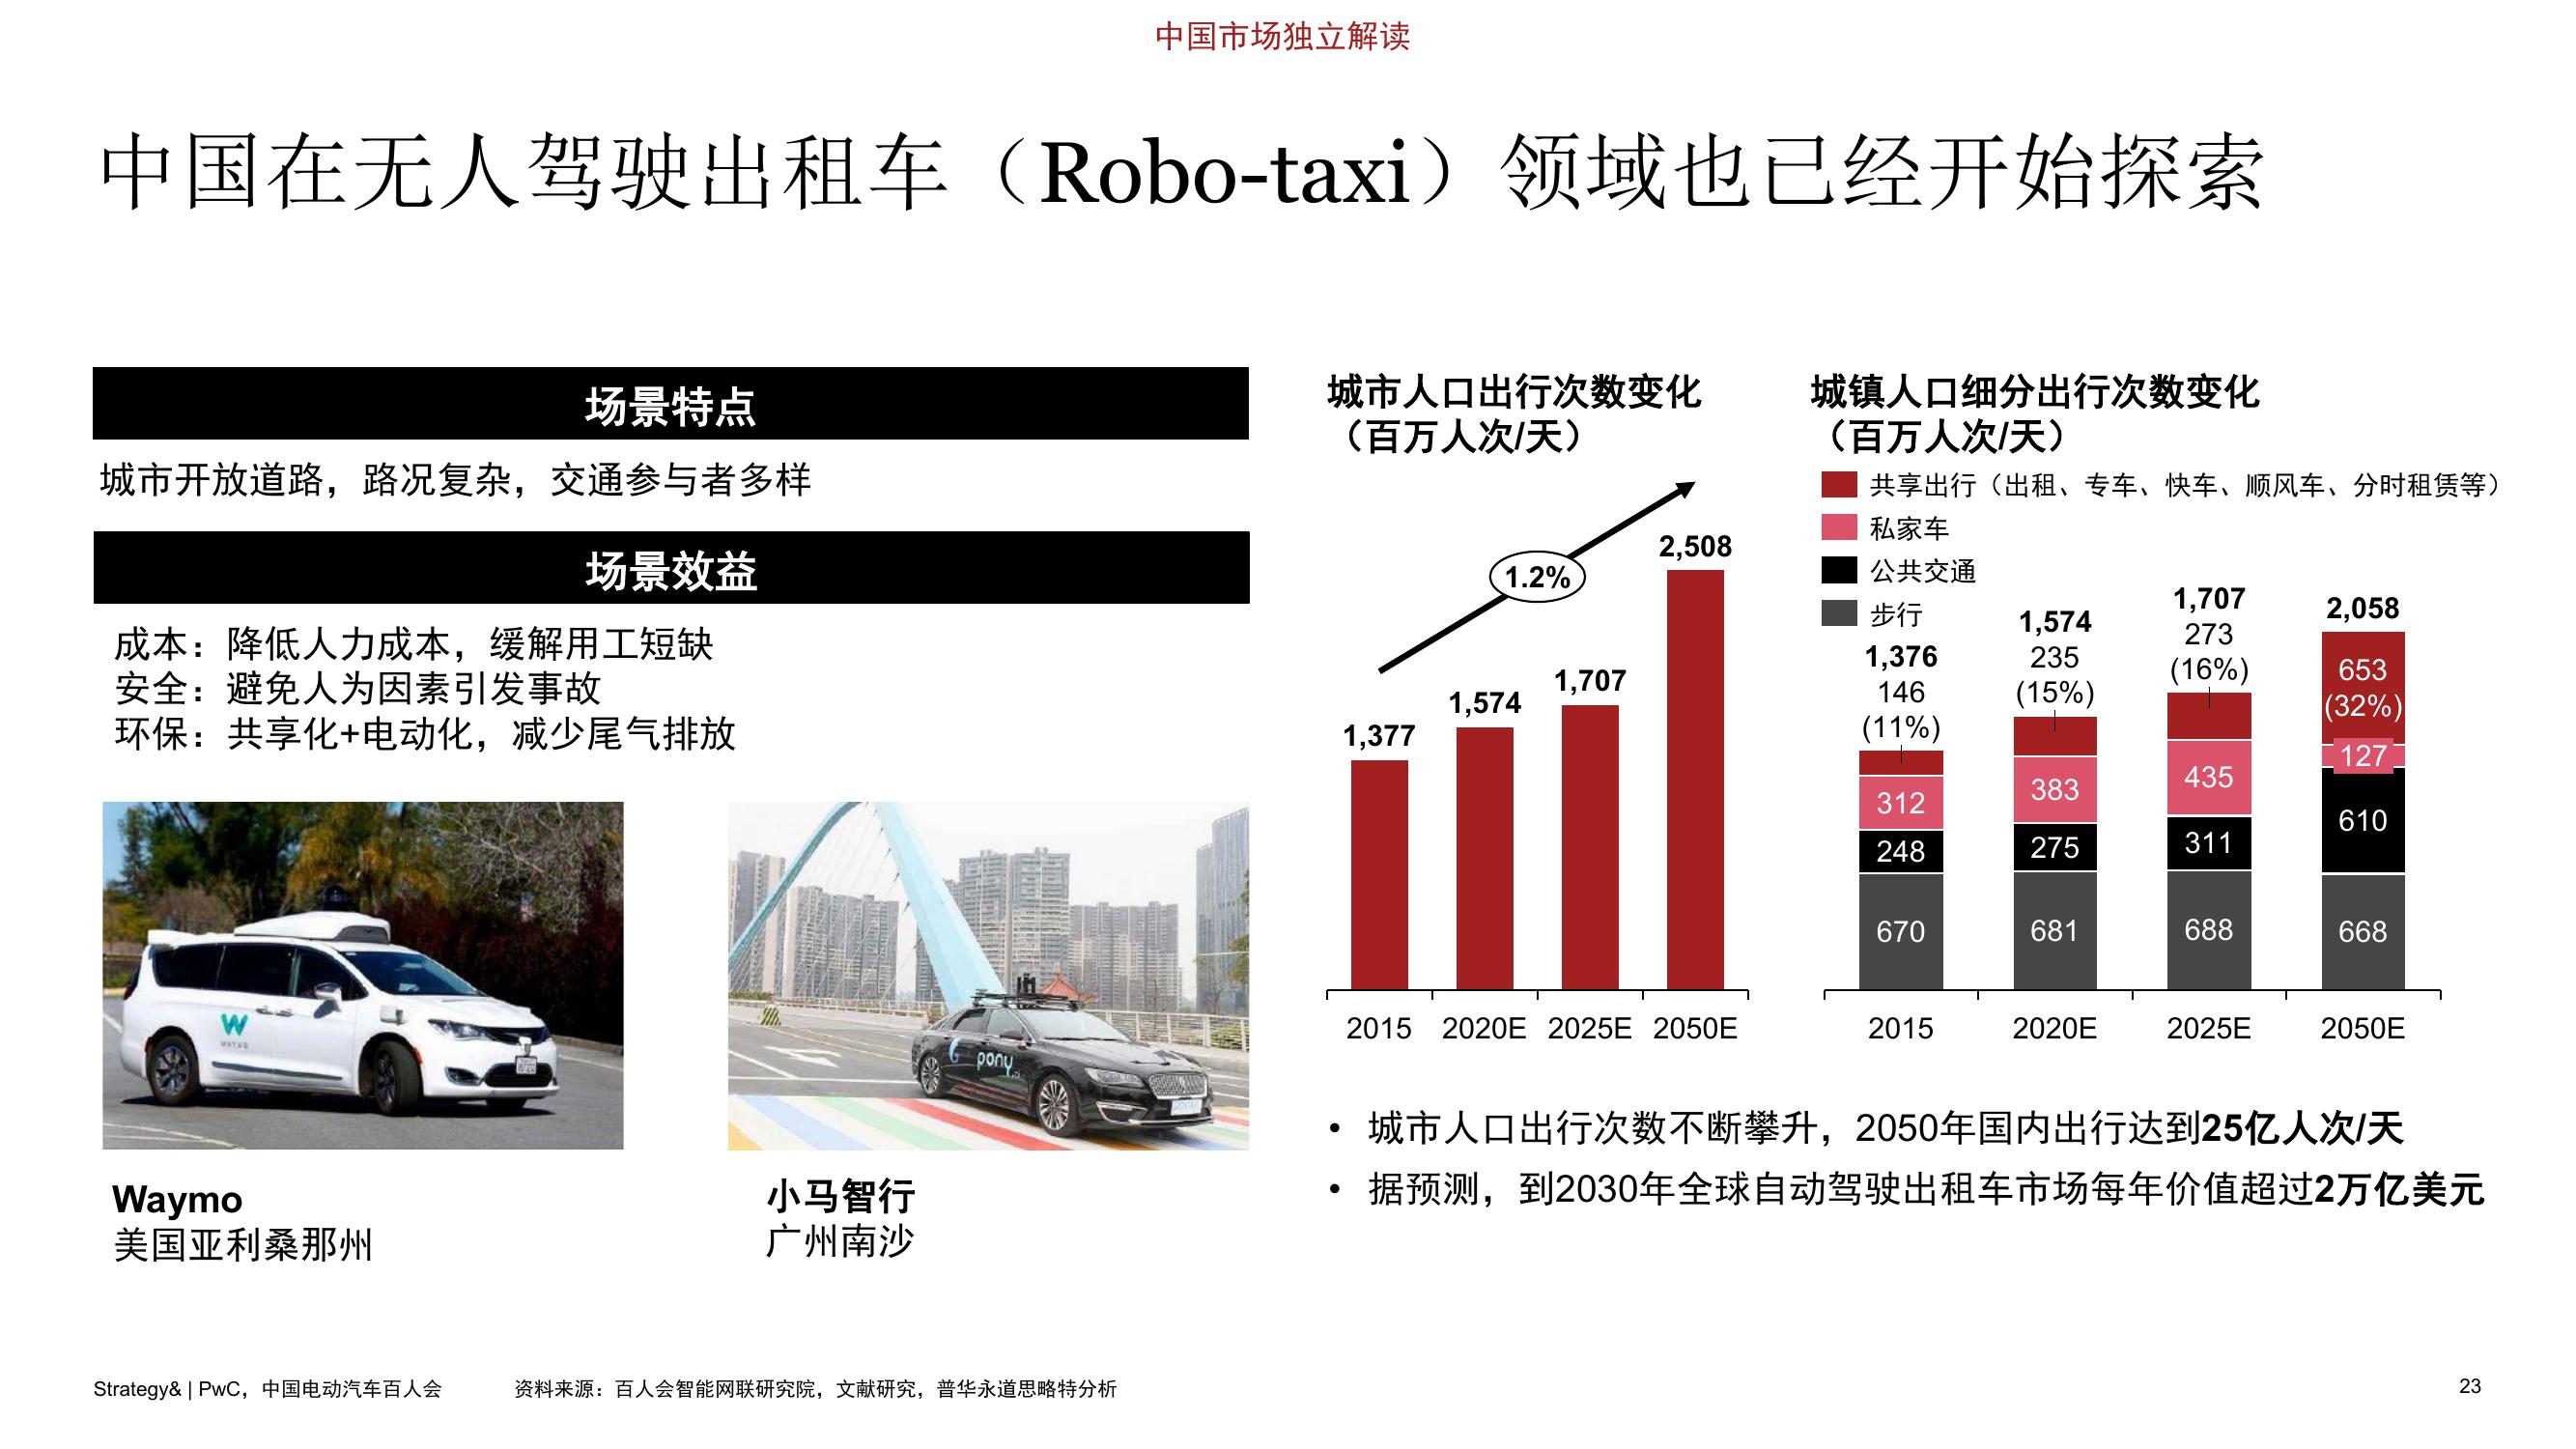 中国市场独立解读
中国在无人驾驶出租车（Robo-taxi）领域也已经开始探索
场景特点
城市开放道路，路况复杂，交通参与者多样
场景效益
成本：降低人力成本，缓解用工短缺
安全：避免人为因素引发事故
环保：共享化+电动化，减少尾气排放
W
WAYMO
pony.ai
Waymo
美国亚利桑那州
小马智行
广州南沙
城市人口出行次数变化
（百万人次/天）
1.2%
1,377
1,574
1,707
2,508
2015 2020E 2025E 2050E
城镇人口细分出行次数变化
（百万人次/天）
共享出行（出租、专车、快车、顺风车、分时租赁等）
私家车
公共交通
步行
1,376
146
(11%)
312
248
670
1,574
235
(15%)
383
275
681
1,707
273
(16%)
435
311
688
2,058
653
(32%)
127
610
668
2015 2020E 2025E 2050E
• 城市人口出行次数不断攀升，2050年国内出行达到25亿人次/天
• 据预测，到2030年全球自动驾驶出租车市场每年价值超过2万亿美元
Strategy& | PwC，中国电动汽车百人会
资料来源：百人会智能网联研究院，文献研究，普华永道思略特分析
23